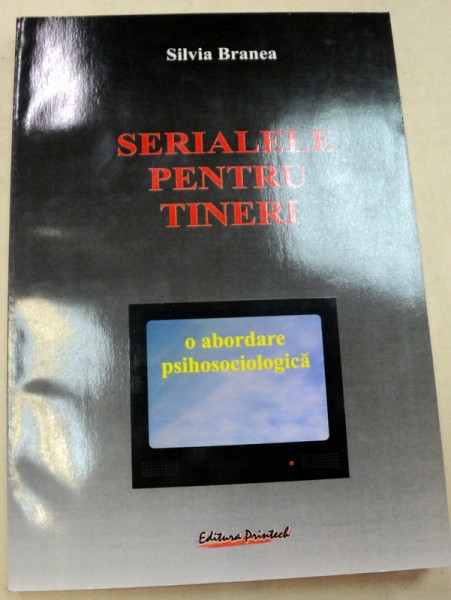 Silvia Branea
SERIALELE
PENTRU
TINERI
o abordare
psihosociologică
Editura Printech